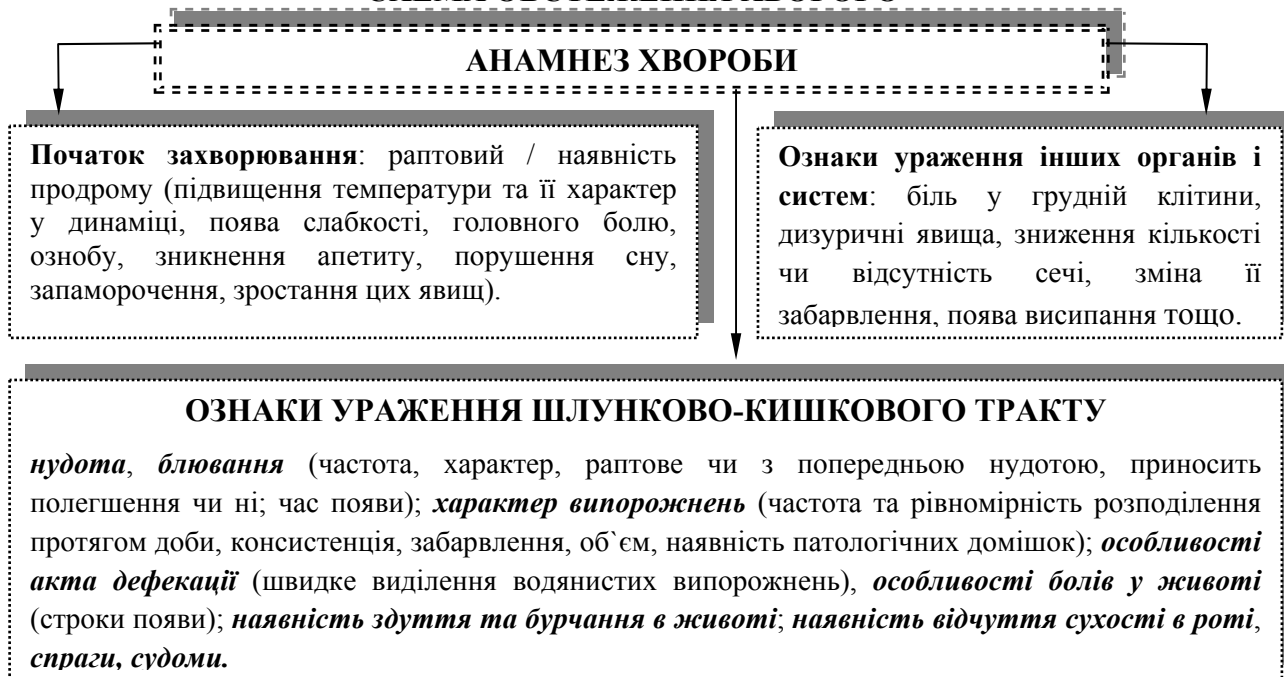 АНАМНЕЗ ХВОРОБИ
Початок захворювання: раптовий / наявність
продрому (підвищення температури та її характер
у динаміці, поява слабкості, головного болю,
ознобу, зникнення апетиту, порушення сну,
запаморочення, зростання цих явищ).
Ознаки ураження інших органів і
систем: біль у грудній клітини,
дизуричні явища, зниження кількості
чи відсутність сечі, зміна її
забарвлення, поява висипання тощо.
ОЗНАКИ УРАЖЕННЯ ШЛУНКОВО-КИШКОВОГО ТРАКТУ
нудота, блювання (частота, характер, раптове чи з попередньою нудотою, приносить
полегшення чи ні; час появи); характер випорожнень (частота та рівномірність розподілення
протягом доби, консистенція, забарвлення, об`єм, наявність патологічних домішок); особливості
акта дефекації (швидке виділення водянистих випорожнень), особливості болів у животі
(строки появи); наявність здуття та бурчання в животі; наявність відчуття сухості в роті,
спраги, судоми.